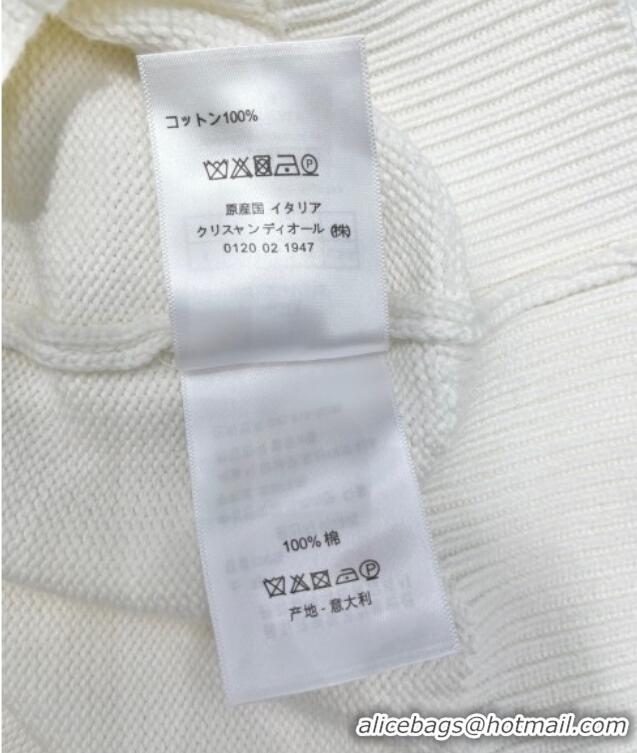 コットン100%
原産国 イタリア
クリスャン ディオール ㈱
0120 02 1947
100% 棉
产地 - 意大利
alicebags@hotmail.com